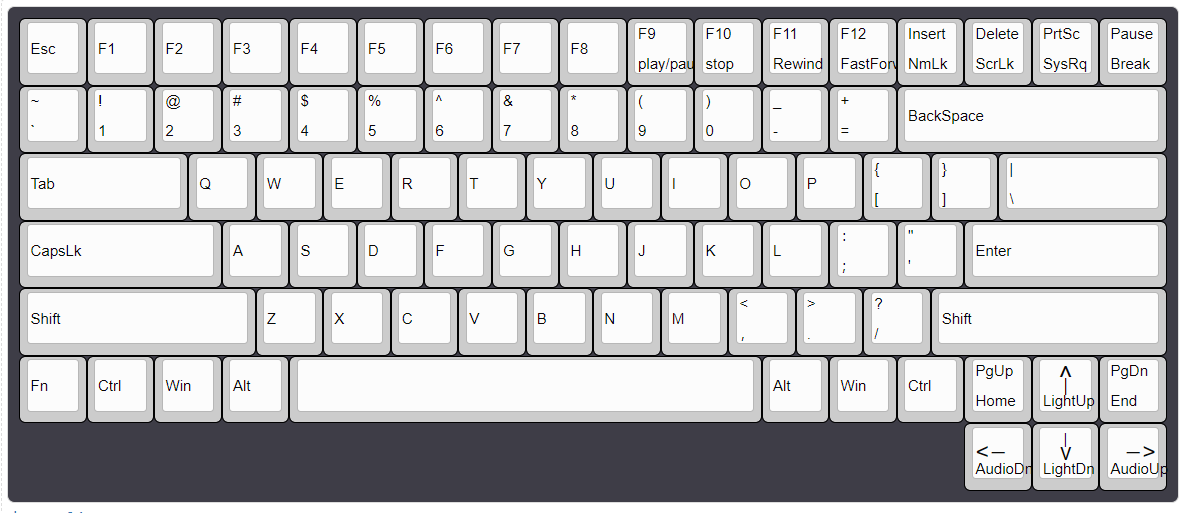 Esc F1 F2 F3 F4 F5 F6 F7 F8 F9 F10 F11 F12 Insert Delete PrtSc Pause
play/pau stop Rewind FastForv NmLk ScrLk SysRq Break
~ ! @ # $ % ^ & * ( ) _ +
` 1 2 3 4 5 6 7 8 9 0 - = BackSpace
Tab Q W E R T Y U I O P { } |
[ ] \
CapsLk A S D F G H J K L : " Enter
; '
Shift Z X C V B N M < > ? Shift
, . /
Fn Ctrl Win Alt Alt Win Ctrl PgUp ^ PgDn
Home | LightUp End
<– | –>
AudioDn V LightDn AudioUp